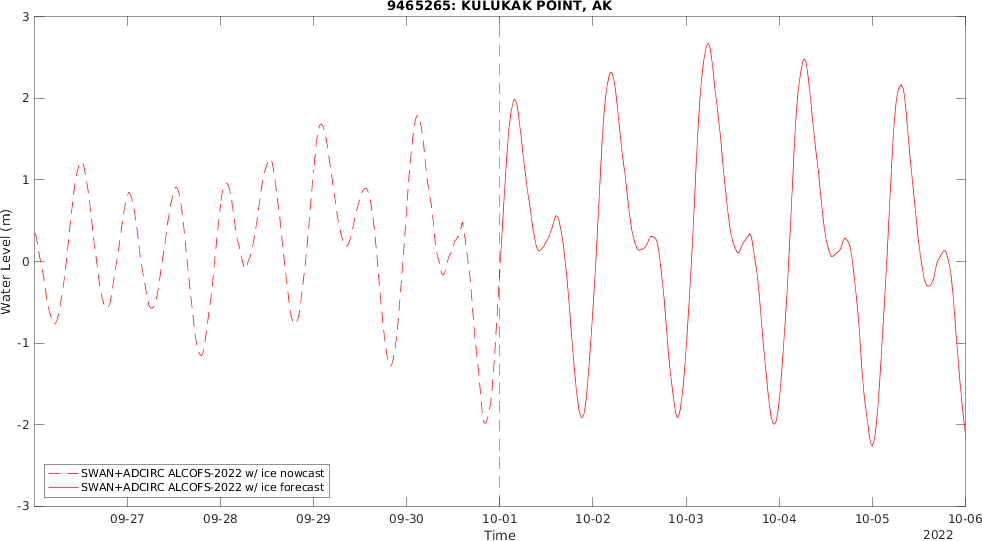 9465265: KULUKAK POINT, AK
3
2
1
0
-1
-2
-3
Water Level (m)
SWAN+ADCIRC ALCOFS-2022 w/ ice nowcast
SWAN+ADCIRC ALCOFS-2022 w/ ice forecast
09-27 09-28 09-29 09-30 10-01 10-02 10-03 10-04 10-05 10-06
Time
2022